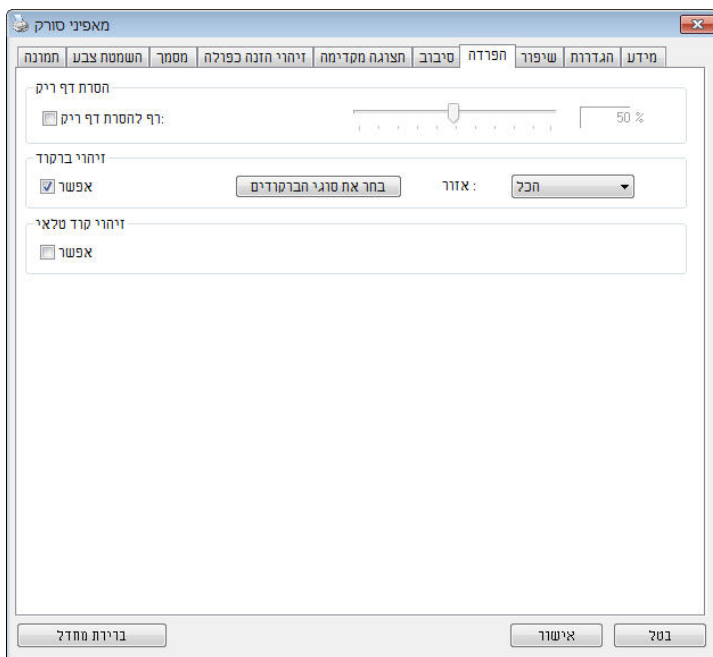 מאפיני סורק
תמונה השמטת צבע מסמך זיהוי הזנה כפולה תצוגה מקדימה סיבוב הפרדה שיפור הגדרות מידע
הסרת דף ריק
דף להסרת דף ריק:
50 %
זיהוי ברקוד
אפשר
בחר את סוגי הברקודים
אזור :
הכל
זיהוי קוד טלאי
אפשר
ברירת מחדל
אישור
בטל